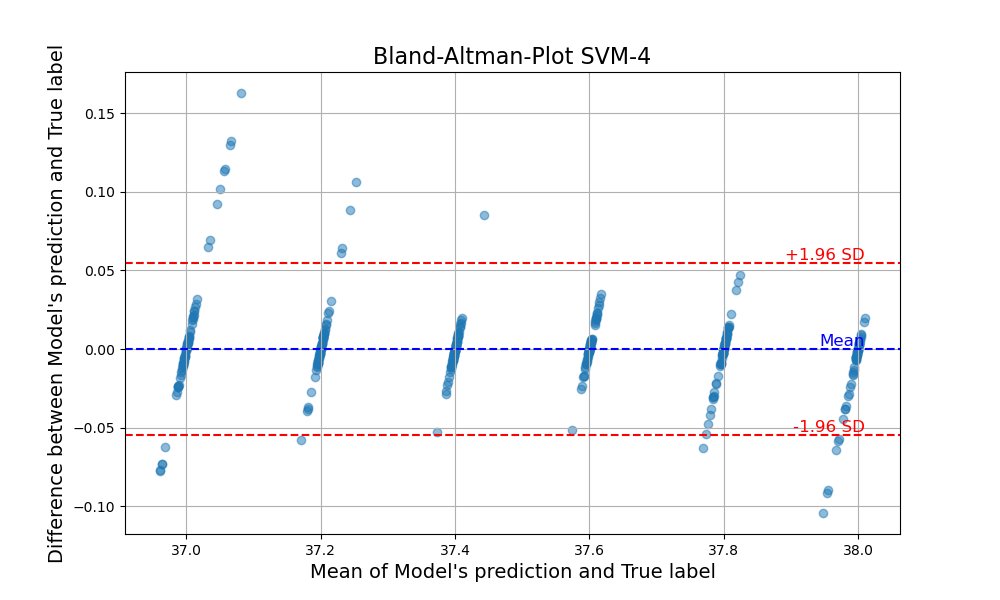 Bland-Altman-Plot SVM-4
Difference between Model's prediction and True label
0.15
0.10
0.05
0.00
−0.05
−0.10
+1.96 SD
Mean
-1.96 SD
37.0 37.2 37.4 37.6 37.8 38.0
Mean of Model's prediction and True label